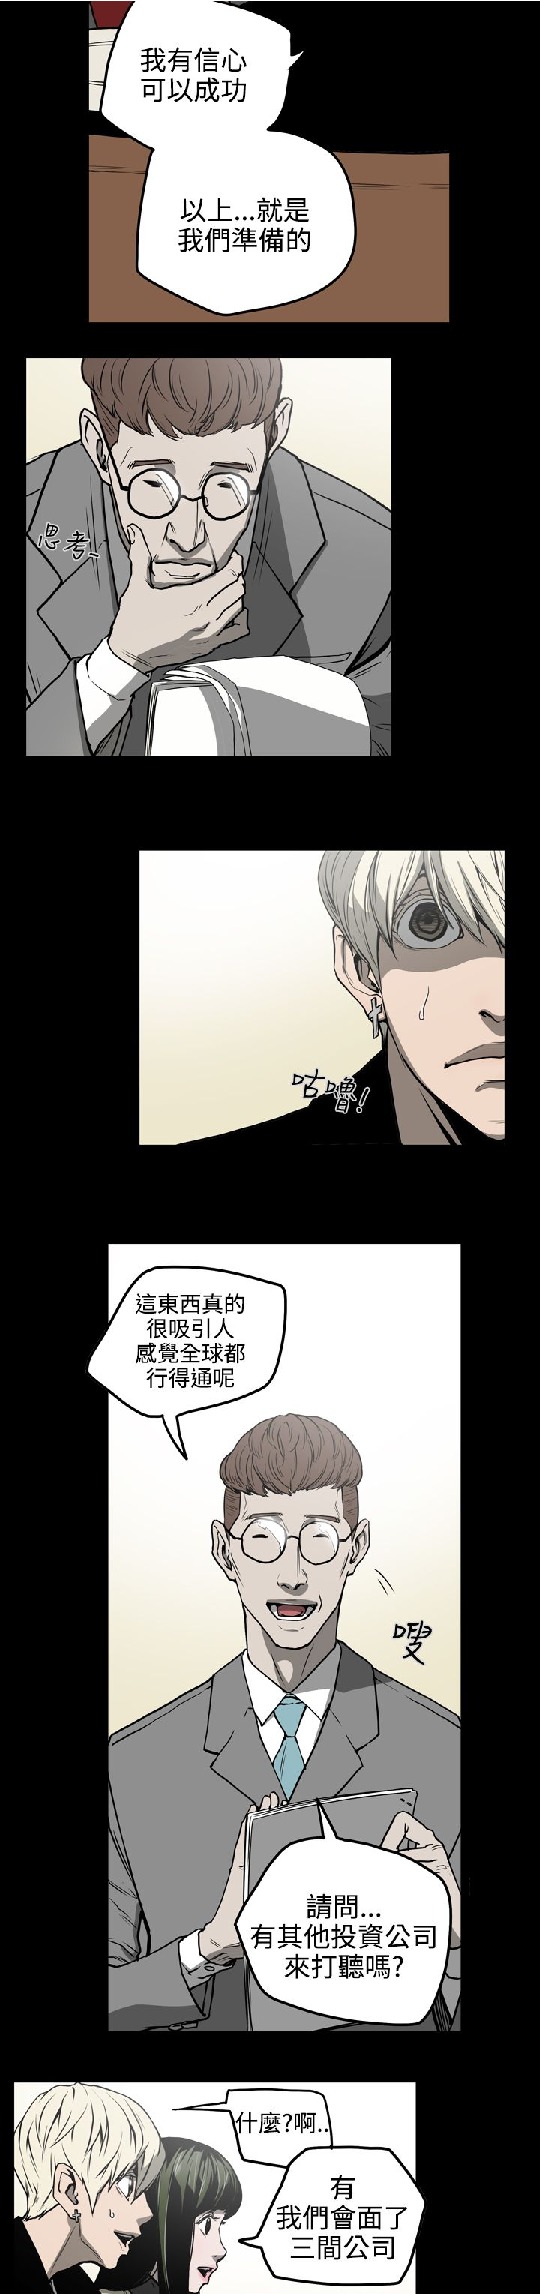 我有信心
可以成功
以上...就是
我們準備的
思考~
咕嚕!
這東西真的
很吸引人
感覺全球都
行得通呢
嗖
請問...
有其他投資公司
來打聽嗎?
什麼?啊..
有
我們會面了
三間公司